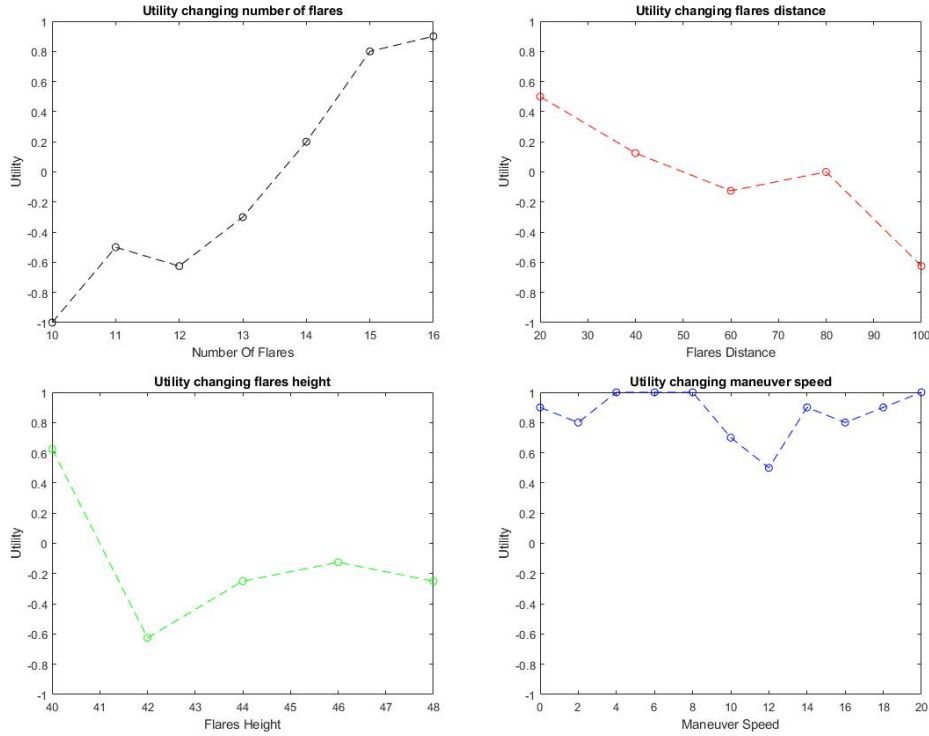 Utility changing number of flares
1
0.8
0.6
0.4
0.2
0
-0.2
-0.4
-0.6
-0.8
-1
Utility
10 11 12 13 14 15 16
Number Of Flares
Utility changing flares distance
1
0.8
0.6
0.4
0.2
0
-0.2
-0.4
-0.6
-0.8
-1
Utility
20 30 40 50 60 70 80 90 100
Flares Distance
Utility changing flares height
1
0.8
0.6
0.4
0.2
0
-0.2
-0.4
-0.6
-0.8
-1
Utility
40 41 42 43 44 45 46 47 48
Flares Height
Utility changing maneuver speed
1
0.8
0.6
0.4
0.2
0
-0.2
-0.4
-0.6
-0.8
-1
Utility
0 2 4 6 8 10 12 14 16 18 20
Maneuver Speed